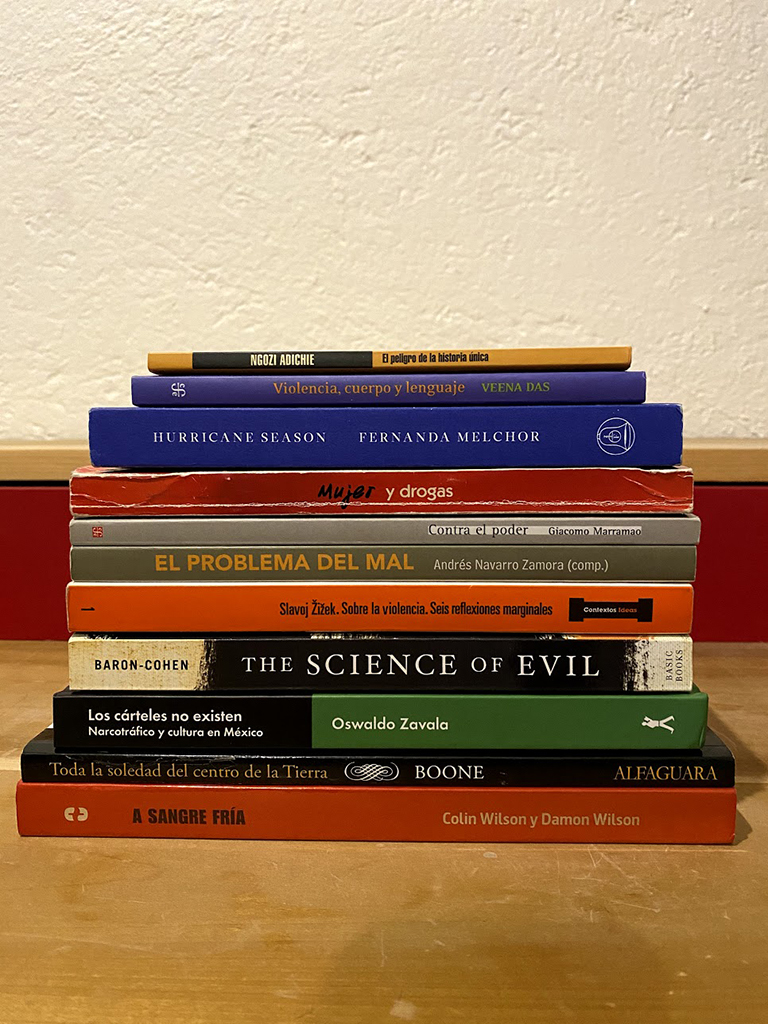 NGOZI ADICHIE El peligro de la historia única
Violencia, cuerpo y lenguaje VEENA DAS
HURRICANE SEASON FERNANDA MELCHOR
Mujer y drogas
Contra el poder Giacomo Marramao
EL PROBLEMA DEL MAL Andrés Navarro Zamora (comp.)
1 Slavoj Žižek. Sobre la violencia. Seis reflexiones marginales Contextos Ideas
BARON-COHEN THE SCIENCE OF EVIL BASIC BOOKS
Los cárteles no existen
Narcotráfico y cultura en México
Oswaldo Zavala
Toda la soledad del centro de la Tierra BOONE ALFAGUARA
A SANGRE FRÍA Colin Wilson y Damon Wilson